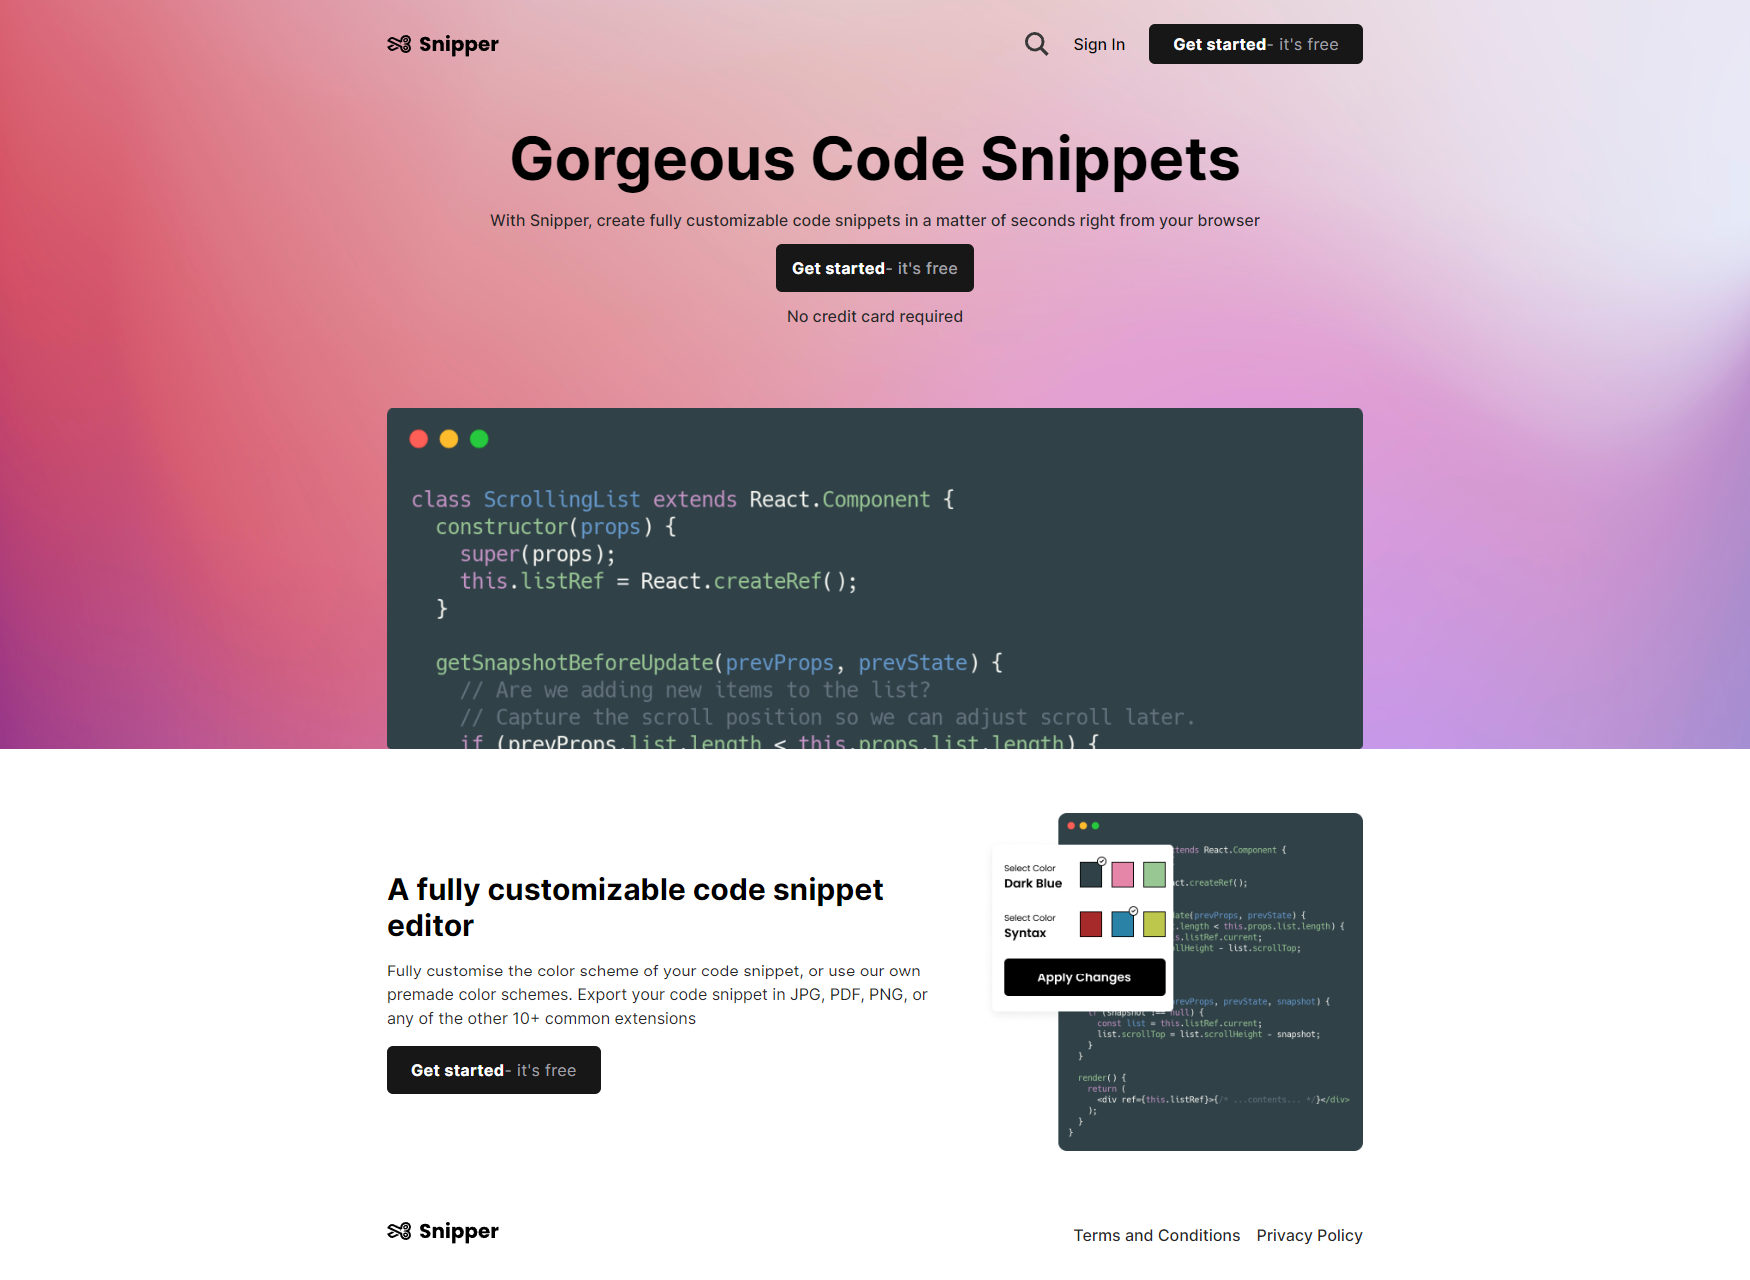 Snipper
Sign In
Get started- it's free
Gorgeous Code Snippets
With Snipper, create fully customizable code snippets in a matter of seconds right from your browser
Get started- it's free
No credit card required
class ScrollingList extends React.Component {
constructor(props) {
super(props);
this.listRef = React.createRef();
}
getSnapshotBeforeUpdate(prevProps, prevState) {
// Are we adding new items to the list?
// Capture the scroll position so we can adjust scroll later.
if (prevProps.list.length < this.props.list.length) {
A fully customizable code snippet
editor
Fully customise the color scheme of your code snippet, or use our own
premade color schemes. Export your code snippet in JPG, PDF, PNG, or
any of the other 10+ common extensions
Get started- it's free
Select Color
Dark Blue
Select Color
Syntax
Apply Changes
React.Component {
.createRef();
(prevProps, prevState) {
.length < this.props.list.length) {
.listRef.current;
- list.scrollTop;
prevState, snapshot) {
if (snapshot !== null) {
const list = this.listRef.current;
list.scrollTop = list.scrollHeight - snapshot;
}
}
render() {
return (
<div ref={this.listRef}>{/* ...contents... */}</div>
);
}
}
Snipper
Terms and Conditions
Privacy Policy